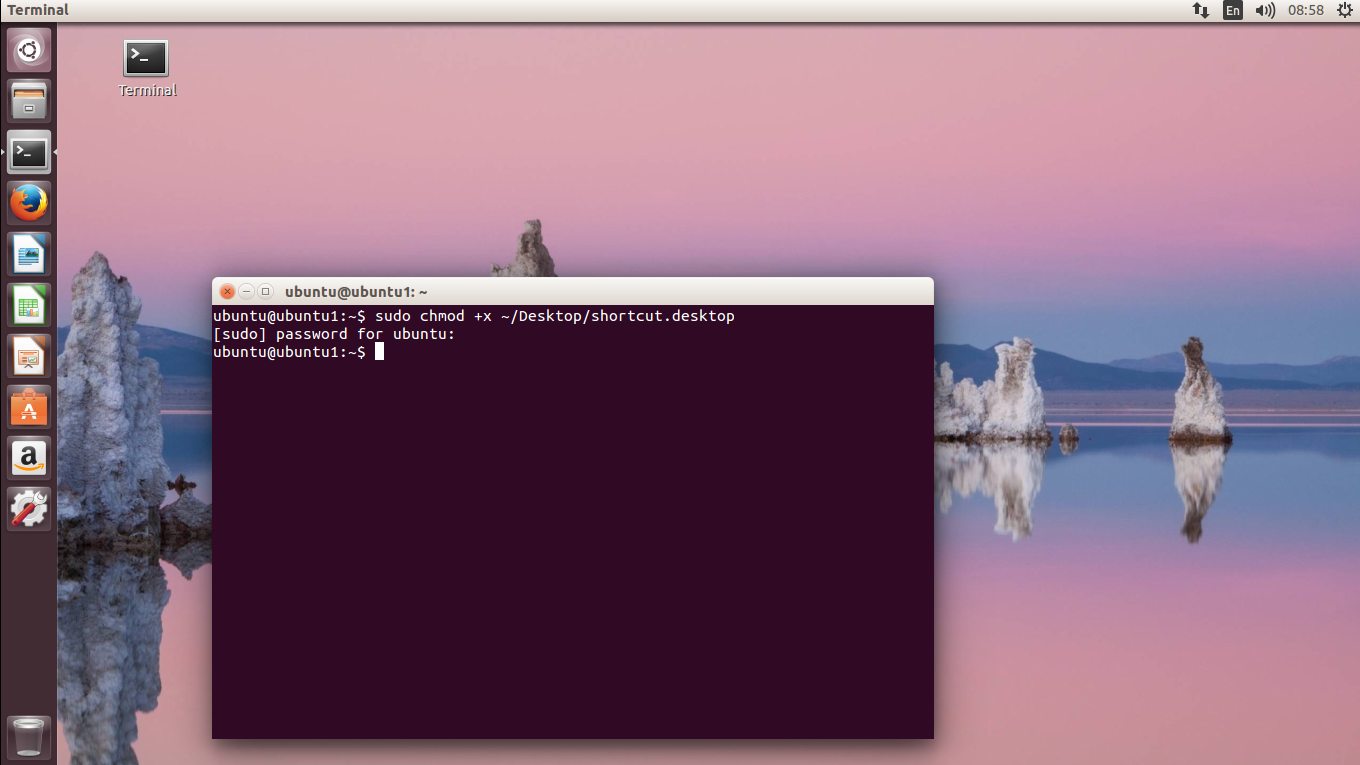 Terminal
En
08:58
Terminal
ubuntu@ubuntu1: ~
ubuntu@ubuntu1:~$ sudo chmod +x ~/Desktop/shortcut.desktop
[sudo] password for ubuntu:
ubuntu@ubuntu1:~$